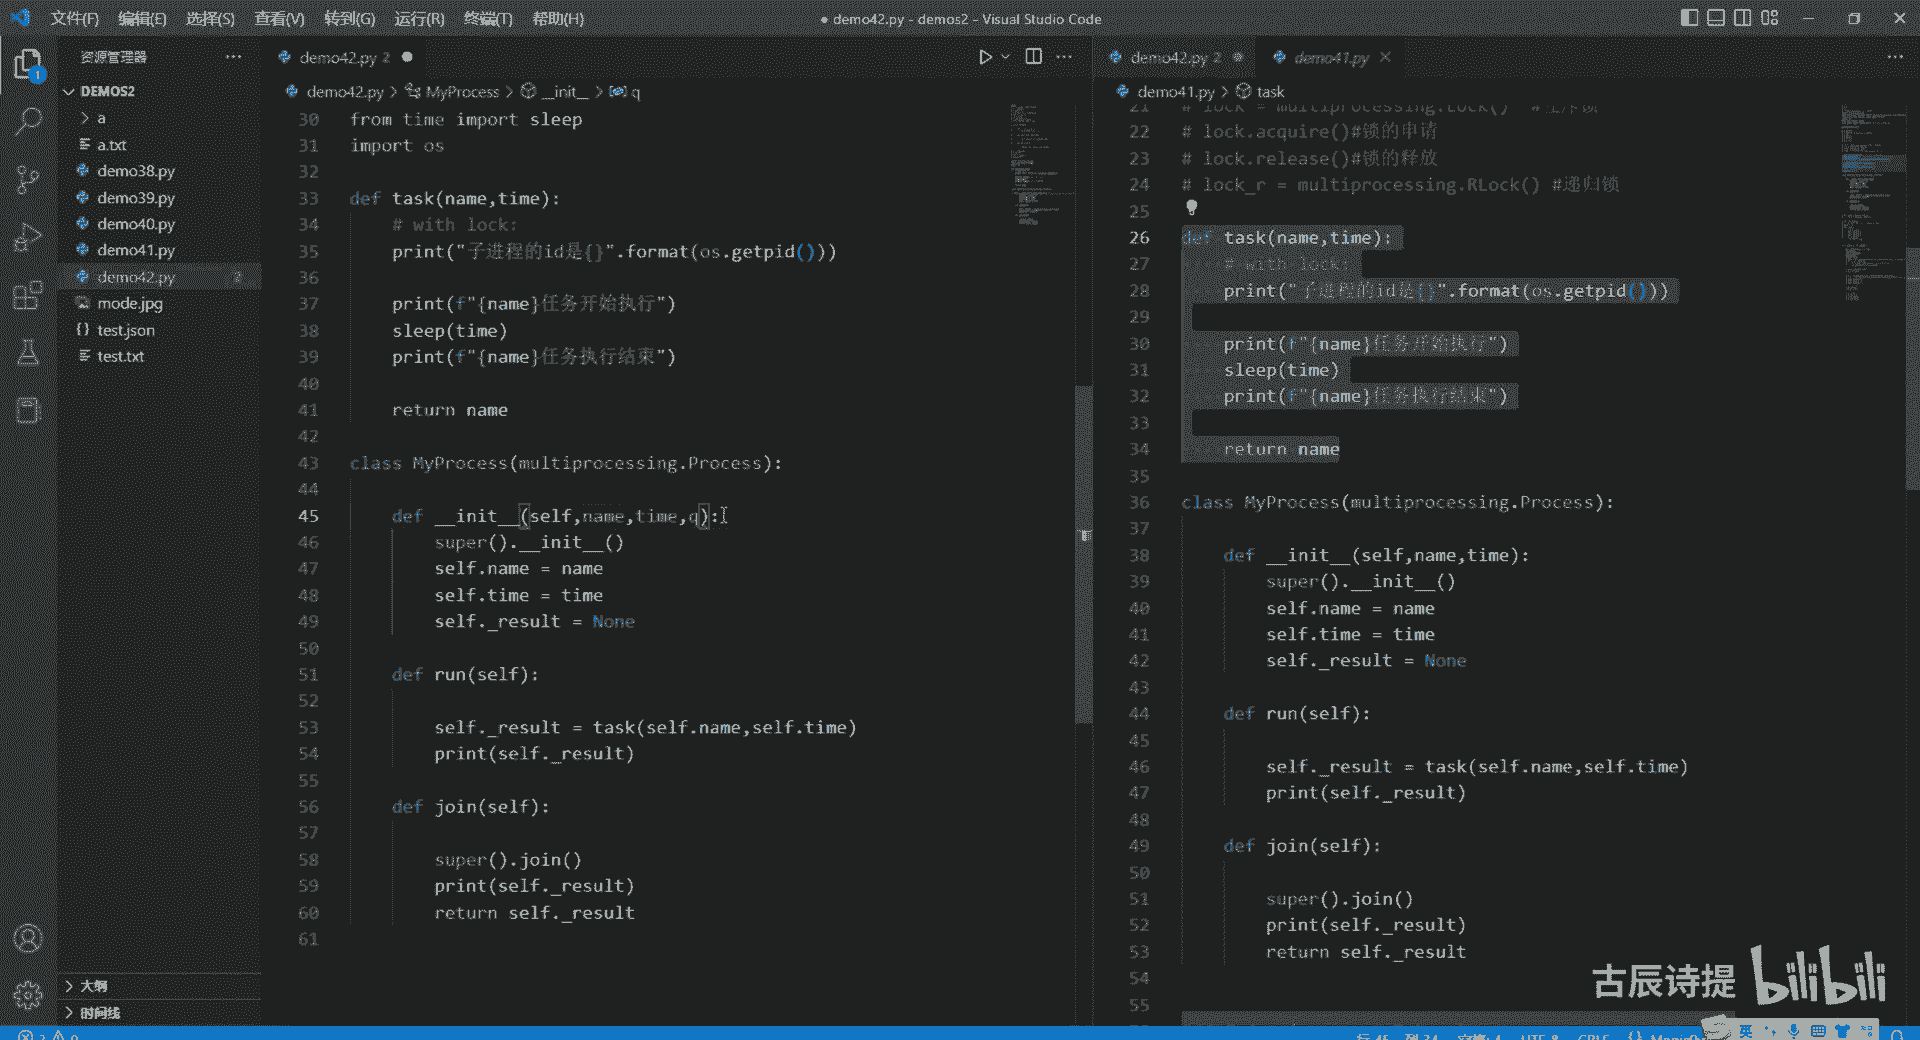 文件(F) 编辑(E) 选择(S) 查看(V) 转到(G) 运行(R) 终端(T) 帮助(H)
● demo42.py - demos2 - Visual Studio Code
资源管理器
DEMOS2
a
a.txt
demo38.py
demo39.py
demo40.py
demo41.py
demo42.py 2
mode.jpg
test.json
test.txt
大纲
时间线
1
demo42.py 2
demo42.py > MyProcess > __init__ > q
30 from time import sleep
31 import os
32
33 def task(name,time):
34 # with lock:
35 print("子进程的id是{}".format(os.getpid()))
36
37 print(f"{name}任务开始执行")
38 sleep(time)
39 print(f"{name}任务执行结束")
40
41 return name
42
43 class MyProcess(multiprocessing.Process):
44
45 def __init__(self,name,time,q):
46 super().__init__()
47 self.name = name
48 self.time = time
49 self._result = None
50
51 def run(self):
52
53 self._result = task(self.name,self.time)
54 print(self._result)
55
56 def join(self):
57
58 super().join()
59 print(self._result)
60 return self._result
61
demo42.py 2 demo41.py
demo41.py > task
21 # lock = multiprocessing.Lock()
22 # lock.acquire()#锁的申请
23 # lock.release()#锁的释放
24 # lock_r = multiprocessing.RLock() #递归锁
25
26 def task(name,time):
27 # with lock:
28 print("子进程的id是{}".format(os.getpid()))
29
30 print(f"{name}任务开始执行")
31 sleep(time)
32 print(f"{name}任务执行结束")
33
34 return name
35
36 class MyProcess(multiprocessing.Process):
37
38 def __init__(self,name,time):
39 super().__init__()
40 self.name = name
41 self.time = time
42 self._result = None
43
44 def run(self):
45
46 self._result = task(self.name,self.time)
47 print(self._result)
48
49 def join(self):
50
51 super().join()
52 print(self._result)
53 return self._result
54
55
古辰诗提 bilibili
英